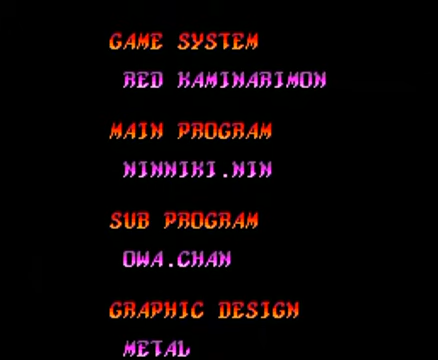 GAME SYSTEM
RED KAMINARIMON
MAIN PROGRAM
NINNIKI.NIN
SUB PROGRAM
OWA.CHAN
GRAPHIC DESIGN
METAL